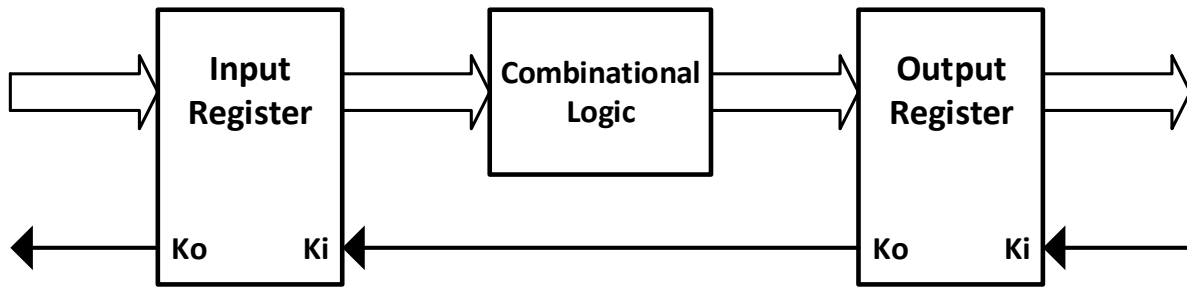 Input
Register
Combinational
Logic
Output
Register
Ko
Ki
Ko
Ki